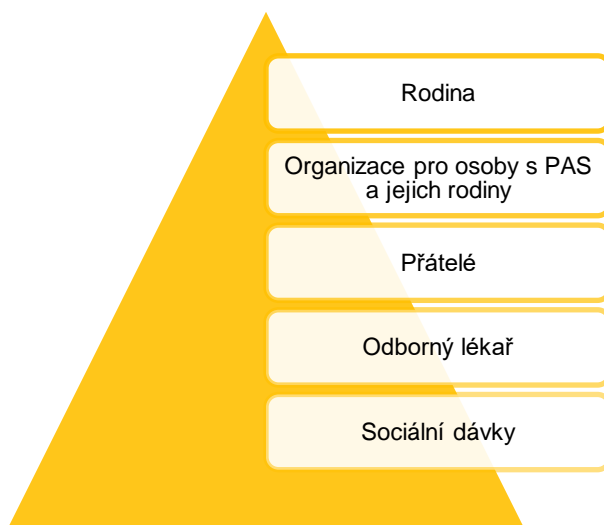 Rodina
Organizace pro osoby s PAS
a jejich rodiny
Přátelé
Odborný lékař
Sociální dávky